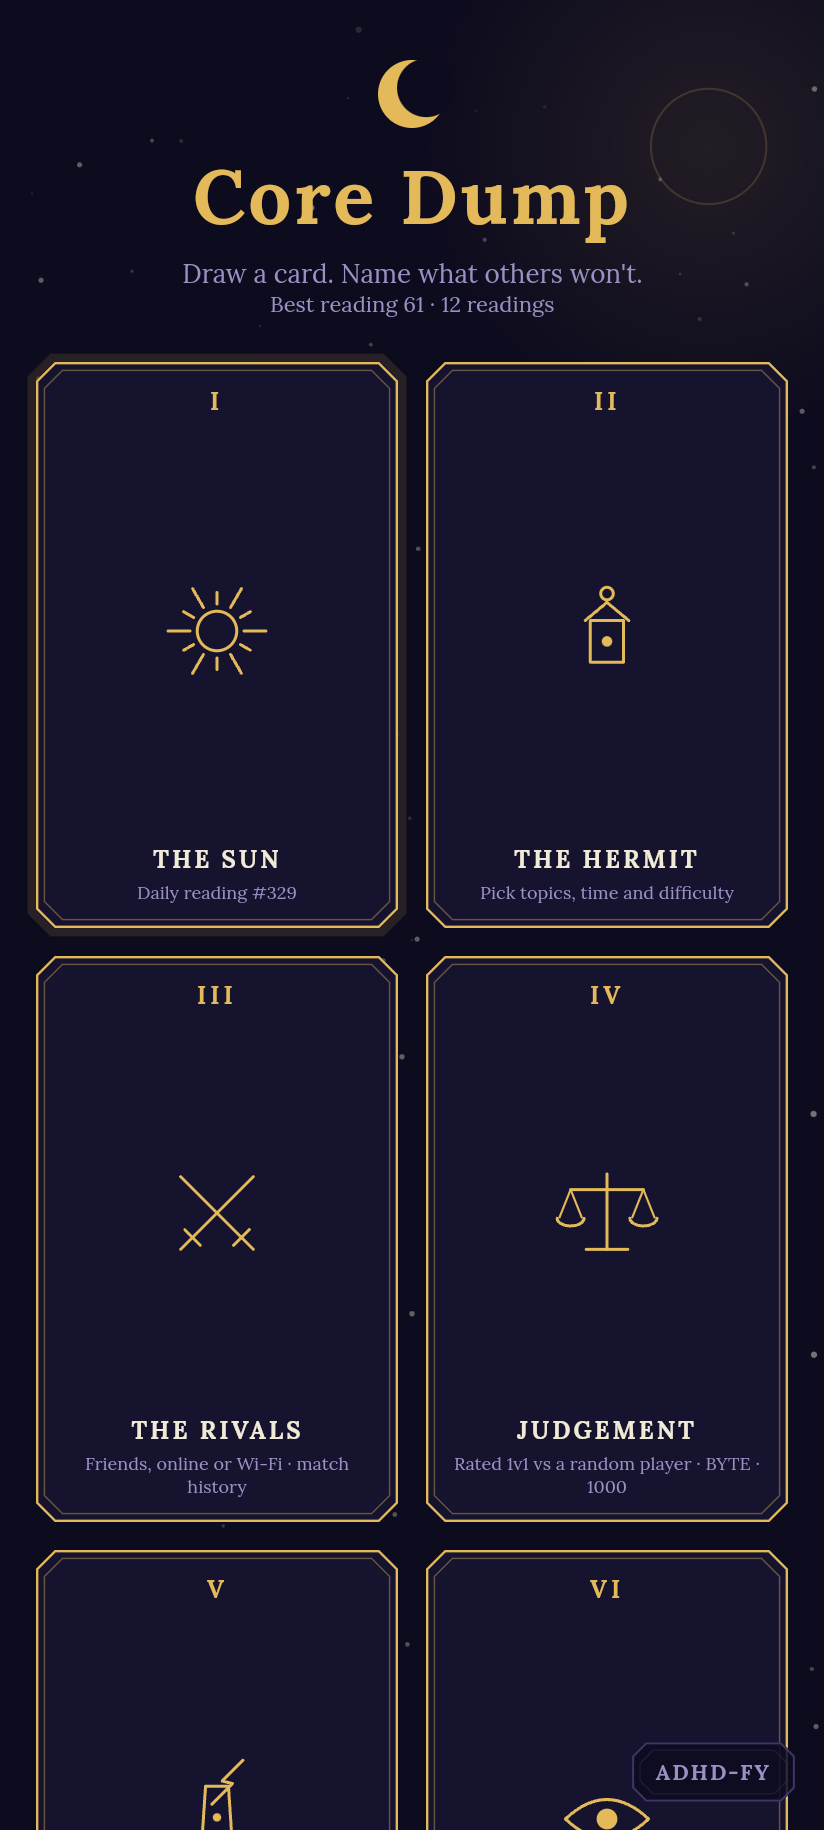 Core Dump
Draw a card. Name what others won't.
Best reading 61 · 12 readings
I
THE SUN
Daily reading #329
II
THE HERMIT
Pick topics, time and difficulty
III
THE RIVALS
Friends, online or Wi-Fi · match
history
IV
JUDGEMENT
Rated 1v1 vs a random player · BYTE ·
1000
V
VI
ADHD-FY